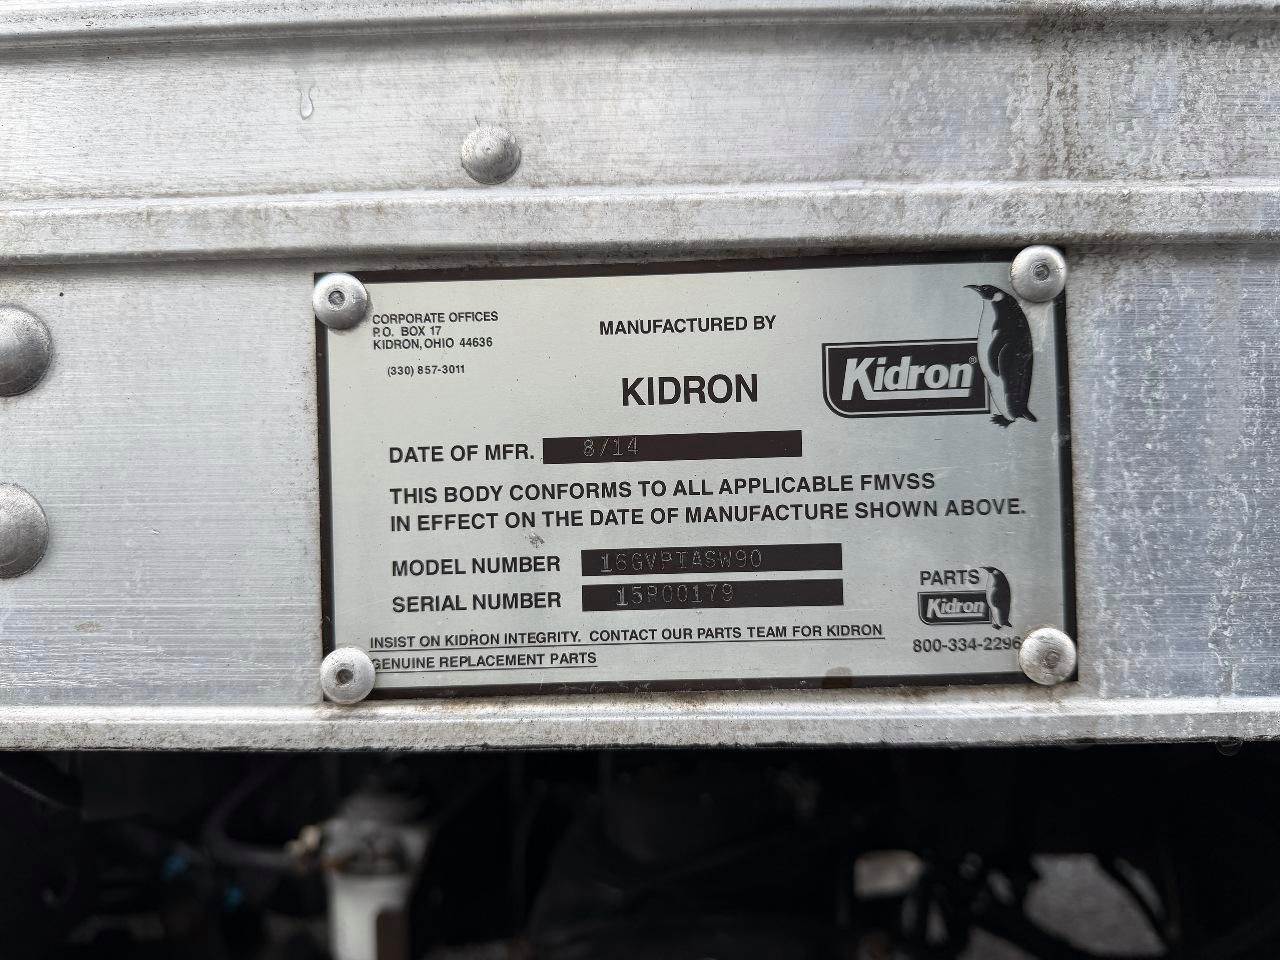 CORPORATE OFFICES
P.O. BOX 17
KIDRON, OHIO 44636
(330) 857-3011
MANUFACTURED BY
KIDRON
Kidron®
DATE OF MFR. 8/14
THIS BODY CONFORMS TO ALL APPLICABLE FMVSS
IN EFFECT ON THE DATE OF MANUFACTURE SHOWN ABOVE.
MODEL NUMBER 16GVPTASW90
SERIAL NUMBER 15R00179
PARTS
Kidron
800-334-2296
INSIST ON KIDRON INTEGRITY. CONTACT OUR PARTS TEAM FOR KIDRON
GENUINE REPLACEMENT PARTS